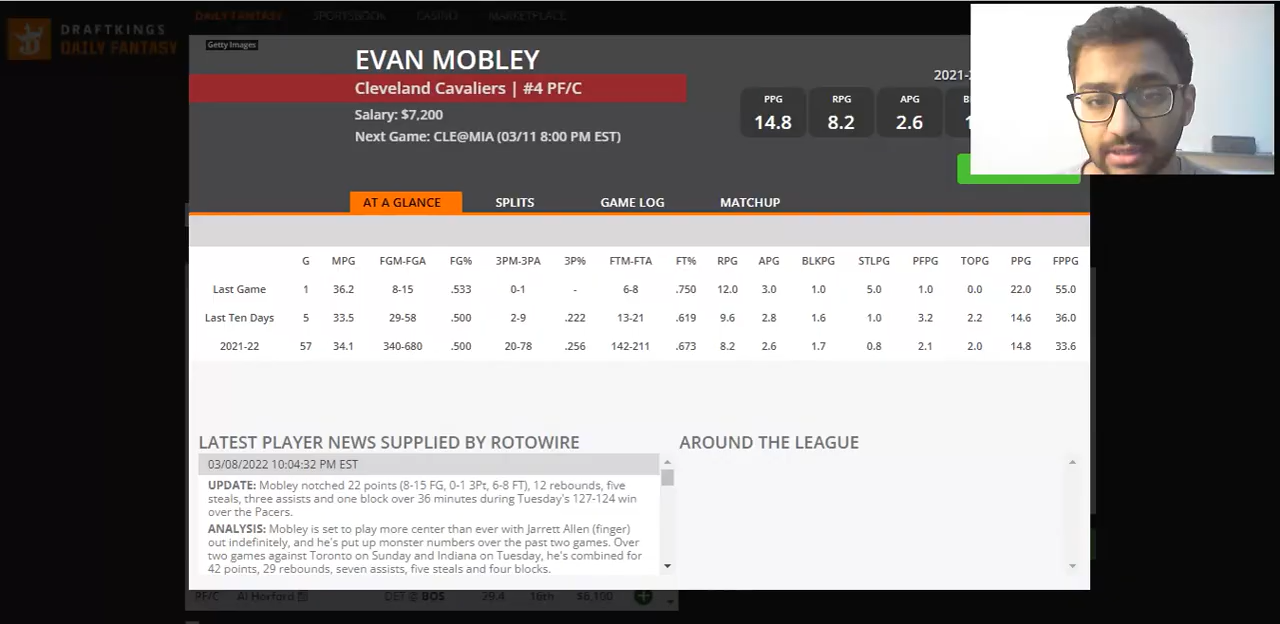 DRAFTKINGS
DAILY FANTASY
DAILY FANTASY SPORTSBOOK CASINO MARKETPLACE
Getty Images
EVAN MOBLEY
Cleveland Cavaliers | #4 PF/C
Salary: $7,200
Next Game: CLE@MIA (03/11 8:00 PM EST)
2021-2
PPG RPG APG B
14.8 8.2 2.6 1
AT A GLANCE SPLITS GAME LOG MATCHUP
G MPG FGM-FGA FG% 3PM-3PA 3P% FTM-FTA FT% RPG APG BLKPG STLPG PFPG TOPG PPG FPPG
Last Game 1 36.2 8-15 .533 0-1 - 6-8 .750 12.0 3.0 1.0 5.0 1.0 0.0 22.0 55.0
Last Ten Days 5 33.5 29-58 .500 2-9 .222 13-21 .619 9.6 2.8 1.6 1.0 3.2 2.2 14.6 36.0
2021-22 57 34.1 340-680 .500 20-78 .256 142-211 .673 8.2 2.6 1.7 0.8 2.1 2.0 14.8 33.6
LATEST PLAYER NEWS SUPPLIED BY ROTOWIRE
03/08/2022 10:04:32 PM EST
UPDATE: Mobley notched 22 points (8-15 FG, 0-1 3Pt, 6-8 FT), 12 rebounds, five
steals, three assists and one block over 36 minutes during Tuesday's 127-124 win
over the Pacers.
ANALYSIS: Mobley is set to play more center than ever with Jarrett Allen (finger)
out indefinitely, and he's put up monster numbers over the past two games. Over
two games against Toronto on Sunday and Indiana on Tuesday, he's combined for
42 points, 29 rebounds, seven assists, five steals and four blocks.
AROUND THE LEAGUE
PF/C Al Horford DET@BOS 29.4 16th $8,100